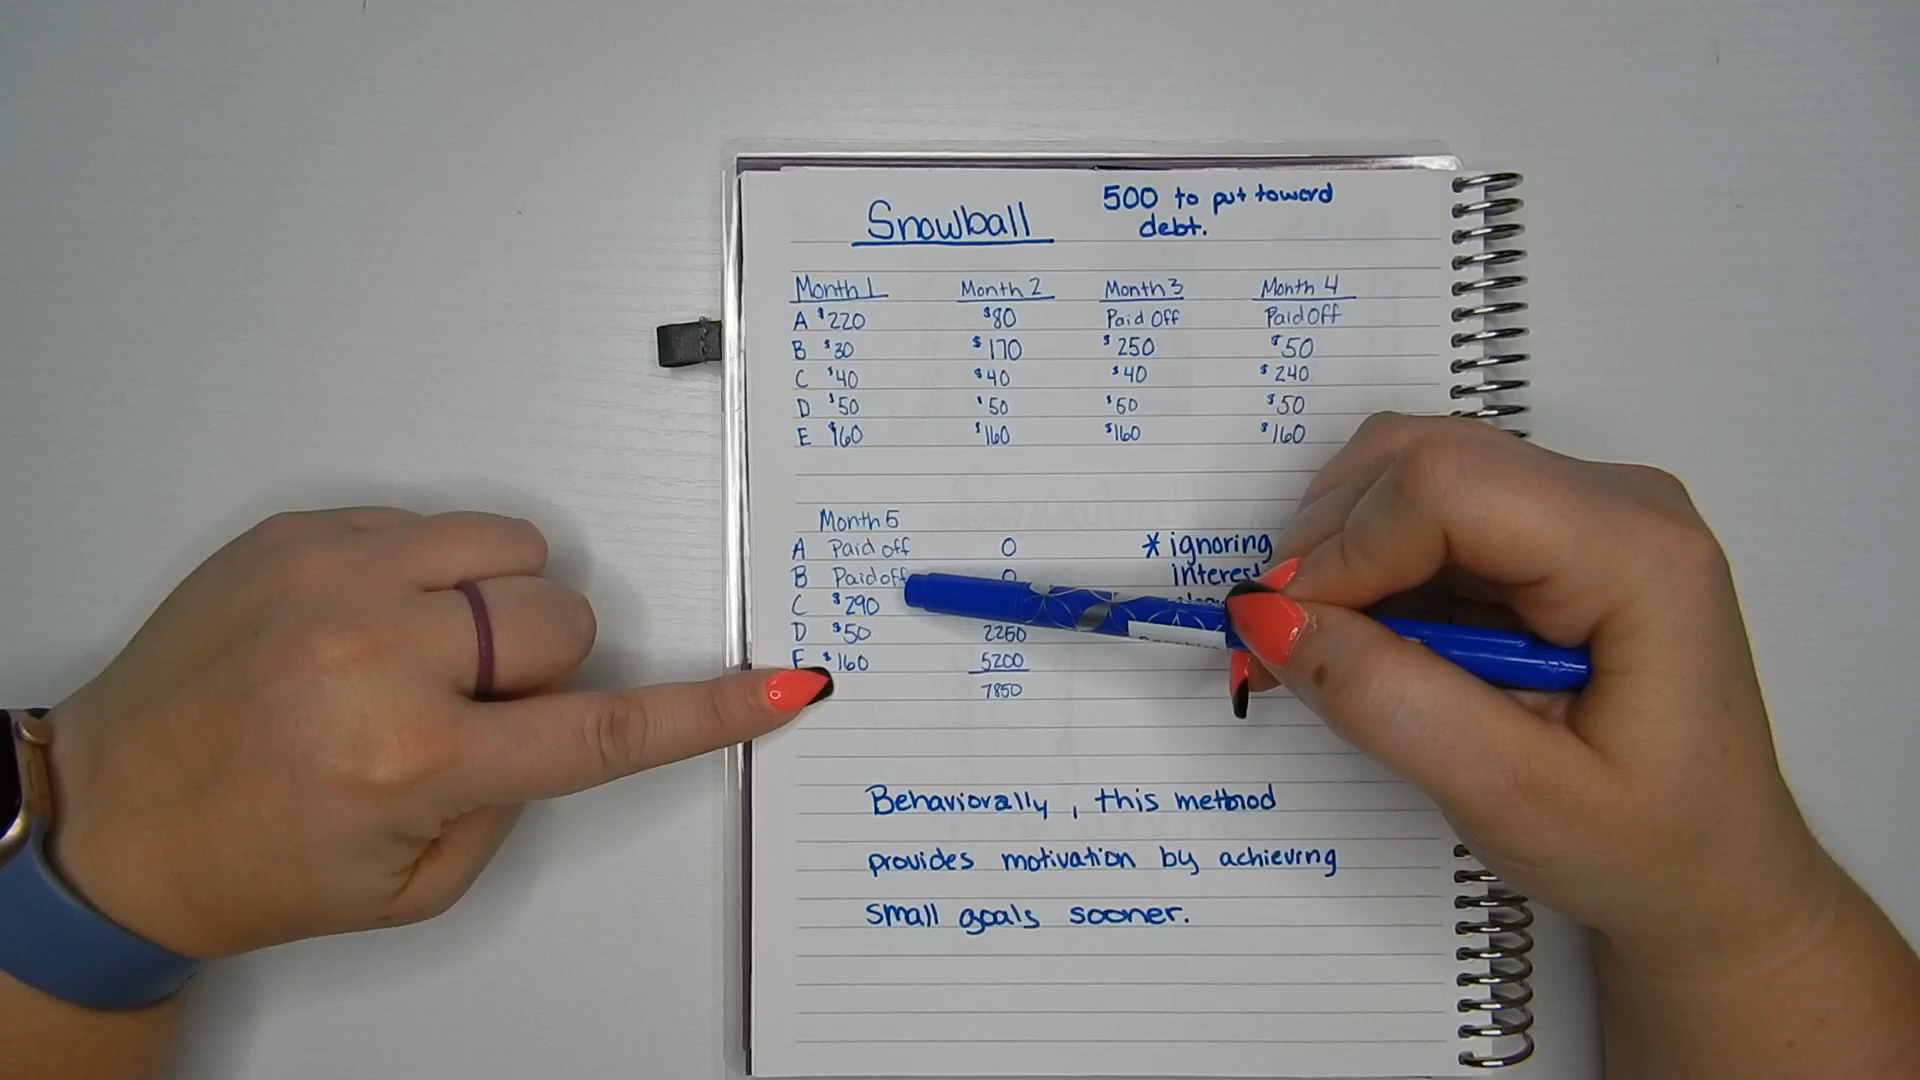 Snowball
500 to put toward
debt.
Month 1 Month 2 Month 3 Month 4
A $220 $80 Paid Off Paid Off
B $30 $170 $250 $50
C $40 $40 $40 $240
D $50 $50 $50 $50
E $160 $160 $160 $160
Month 5
A Paid off 0 * ignoring
B Paid off 0 interest
C $290
D $50 2250
E $160 5200
7850
Behaviorally, this method
provides motivation by achieving
small goals sooner.